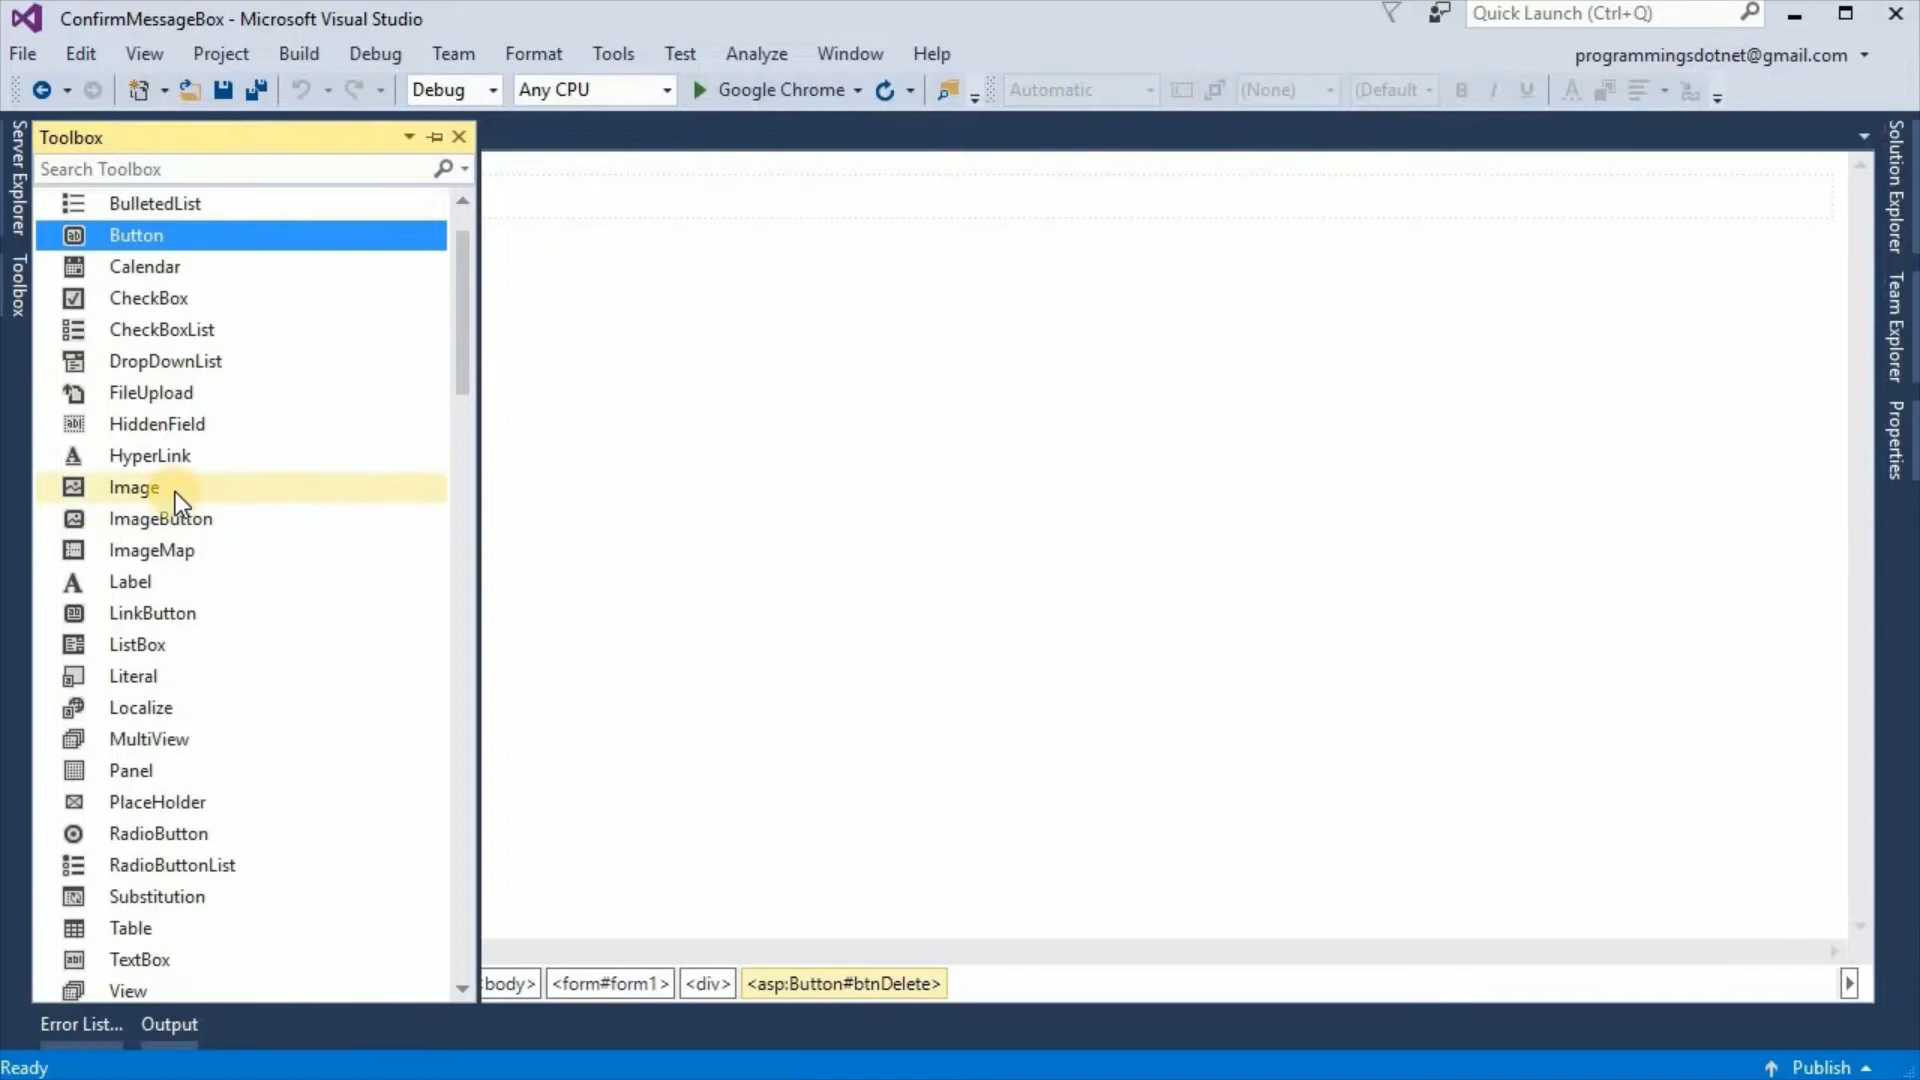 ConfirmMessageBox - Microsoft Visual Studio
Quick Launch (Ctrl+Q)
File Edit View Project Build Debug Team Format Tools Test Analyze Window Help
programmingsdotnet@gmail.com
Debug Any CPU Google Chrome Automatic (None) (Default B I U A
Server Explorer
Toolbox
Toolbox
Search Toolbox
BulletedList
Button
Calendar
CheckBox
CheckBoxList
DropDownList
FileUpload
HiddenField
HyperLink
Image
ImageButton
ImageMap
Label
LinkButton
ListBox
Literal
Localize
MultiView
Panel
PlaceHolder
RadioButton
RadioButtonList
Substitution
Table
TextBox
View
Solution Explorer
Team Explorer
Properties
body> <form#form1> <div> <asp:Button#btnDelete>
Error List... Output
Ready
Publish